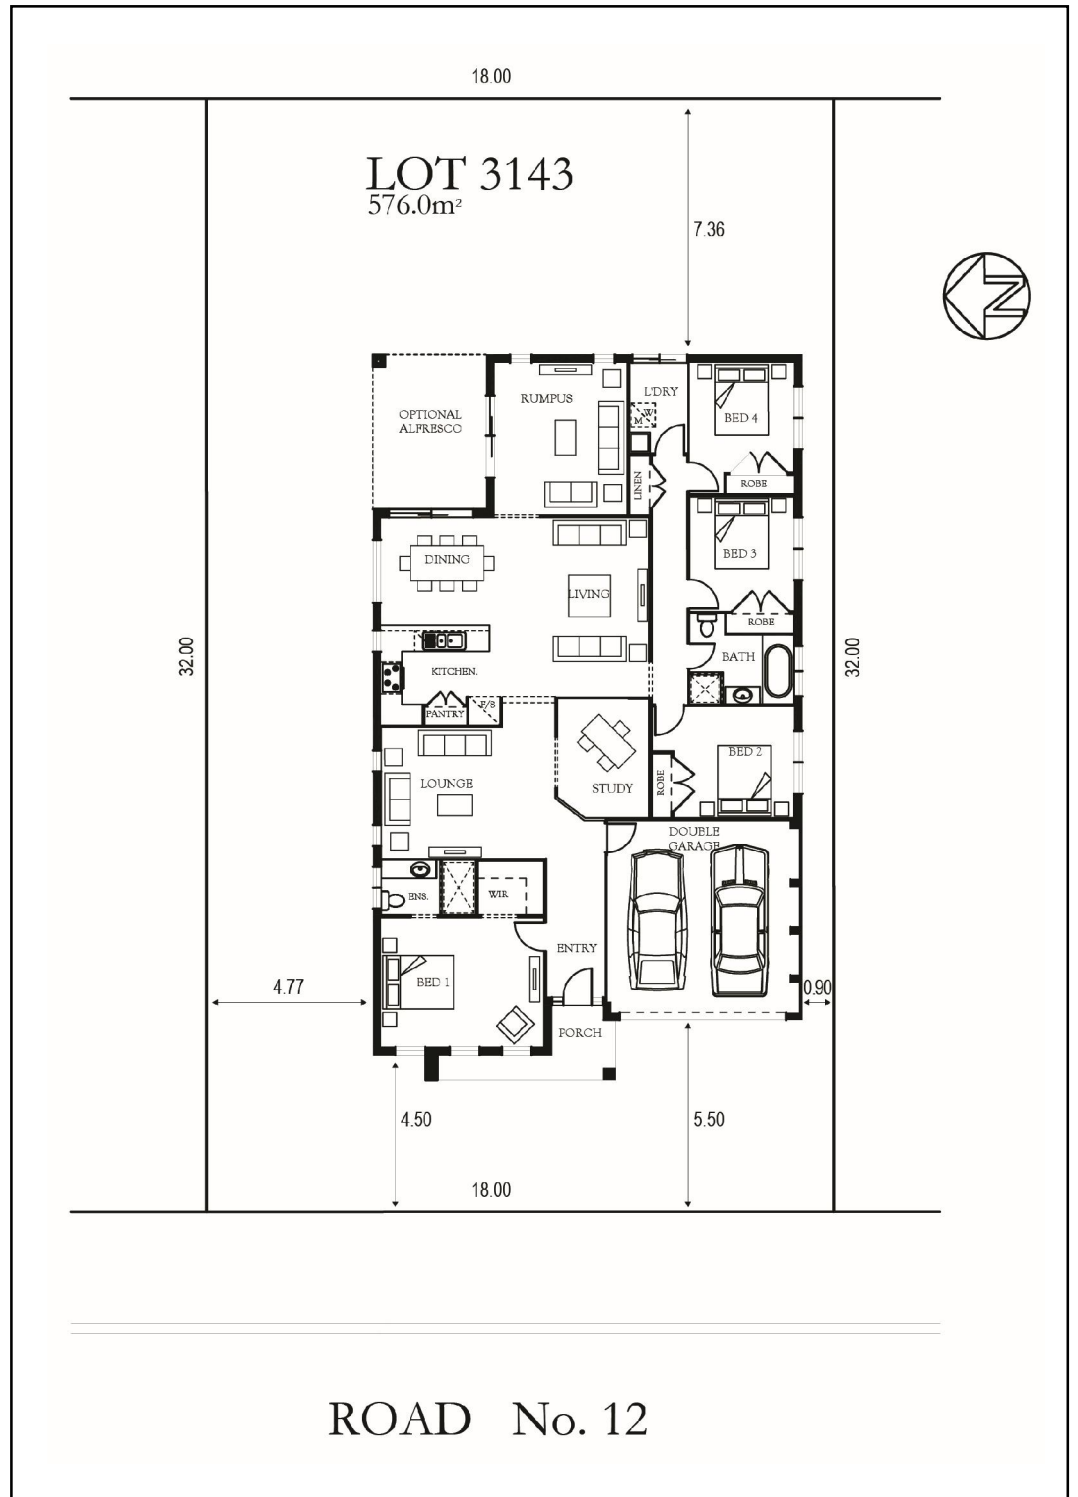 18.00
LOT 3143
576.0m²
7.36
N
RUMPUS
L'DRY
OPTIONAL
ALFRESCO
BED 4
W
M
ROBE
LINEN
DINING
BED 3
LIVING
ROBE
32.00
32.00
BATH
KITCHEN.
F/S
PANTRY
BED 2
LOUNGE
STUDY
ROBE
DOUBLE
GARAGE
ENS.
WIR
ENTRY
BED 1
4.77
0.90
PORCH
4.50
5.50
18.00
ROAD No. 12